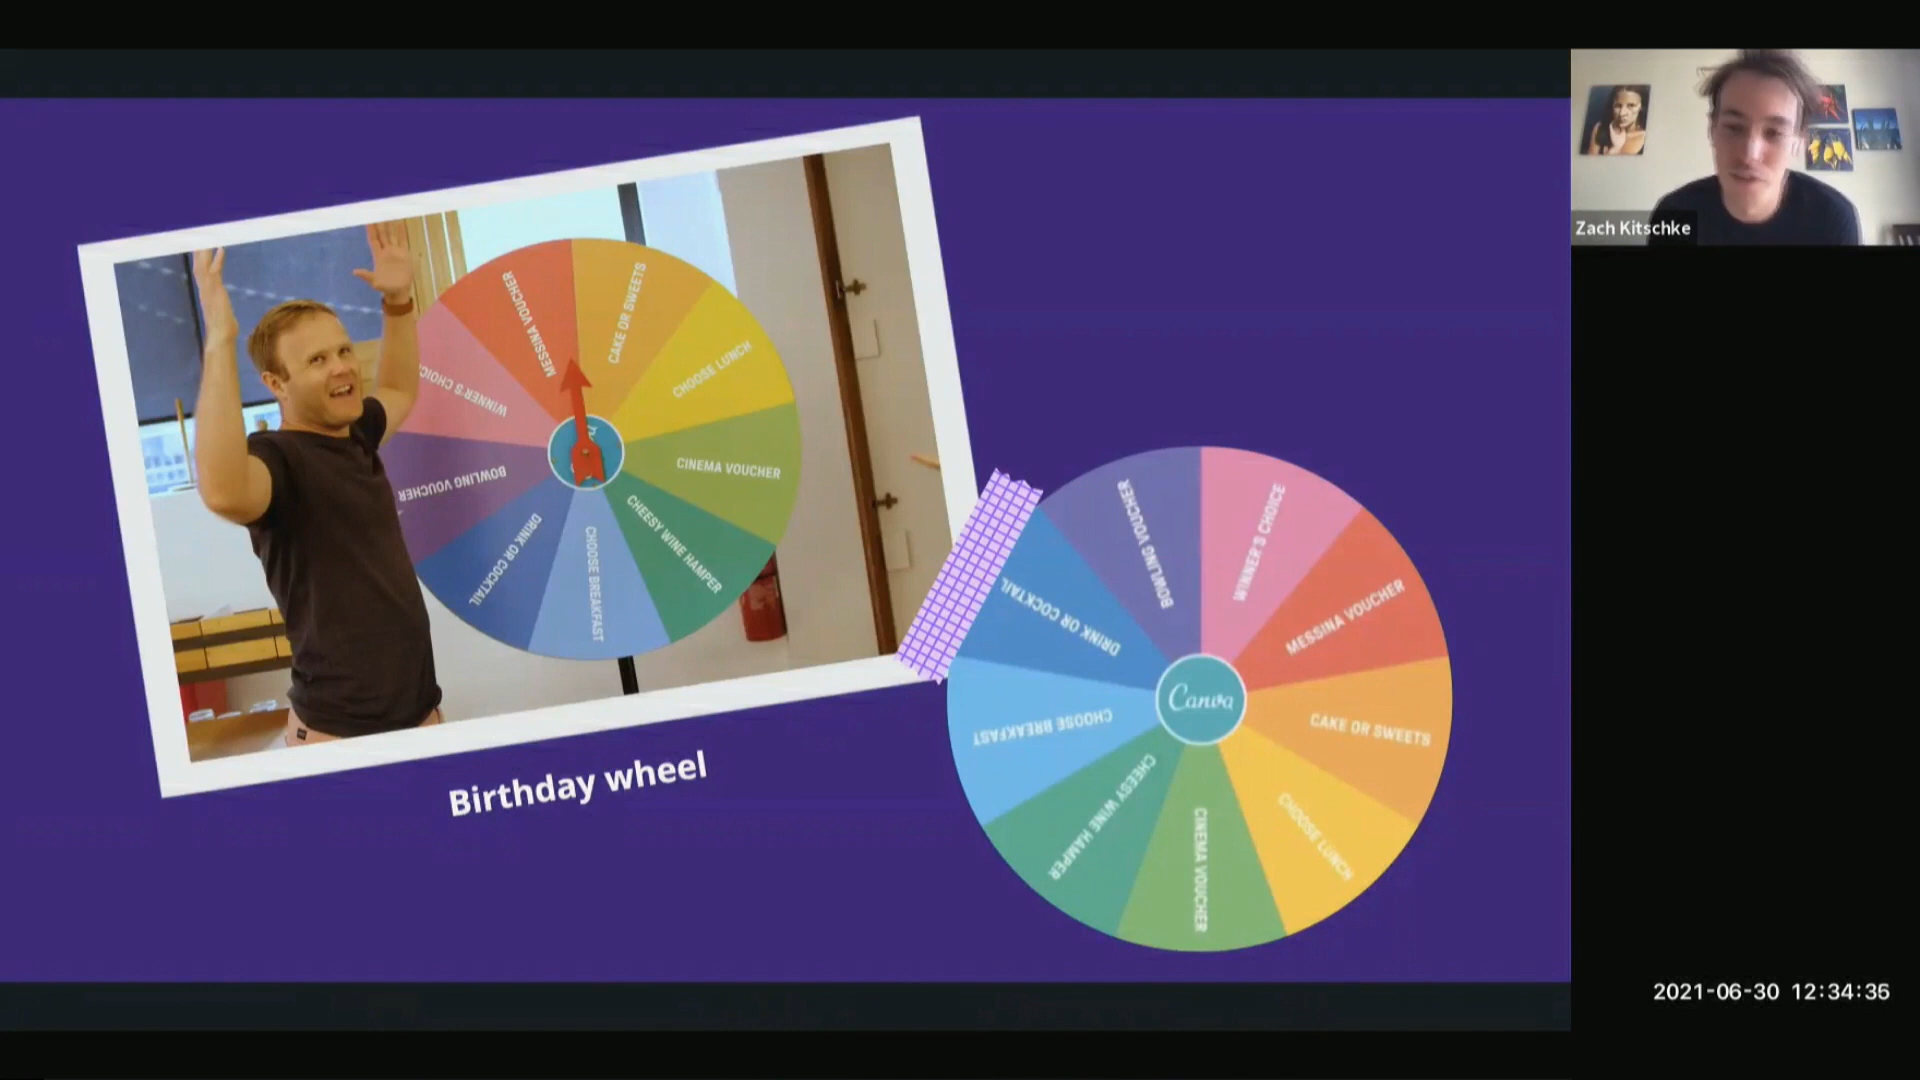 MESSINA VOUCHER
CAKE OR SWEETS
CHOOSE LUNCH
CINEMA VOUCHER
CHEESY WINE HAMPER
CHOOSE BREAKFAST
DRINK OR COCKTAIL
BOWLING VOUCHER
WINNER'S
Birthday wheel
WINNER'S CHOICE
MESSINA VOUCHER
CAKE OR SWEETS
CHOOSE LUNCH
CINEMA VOUCHER
CHEESY WINE HAMPER
CHOOSE BREAKFAST
DRINK OR COCKTAIL
BOWLING VOUCHER
Canva
Zach Kitschke
2021-06-30 12:34:35